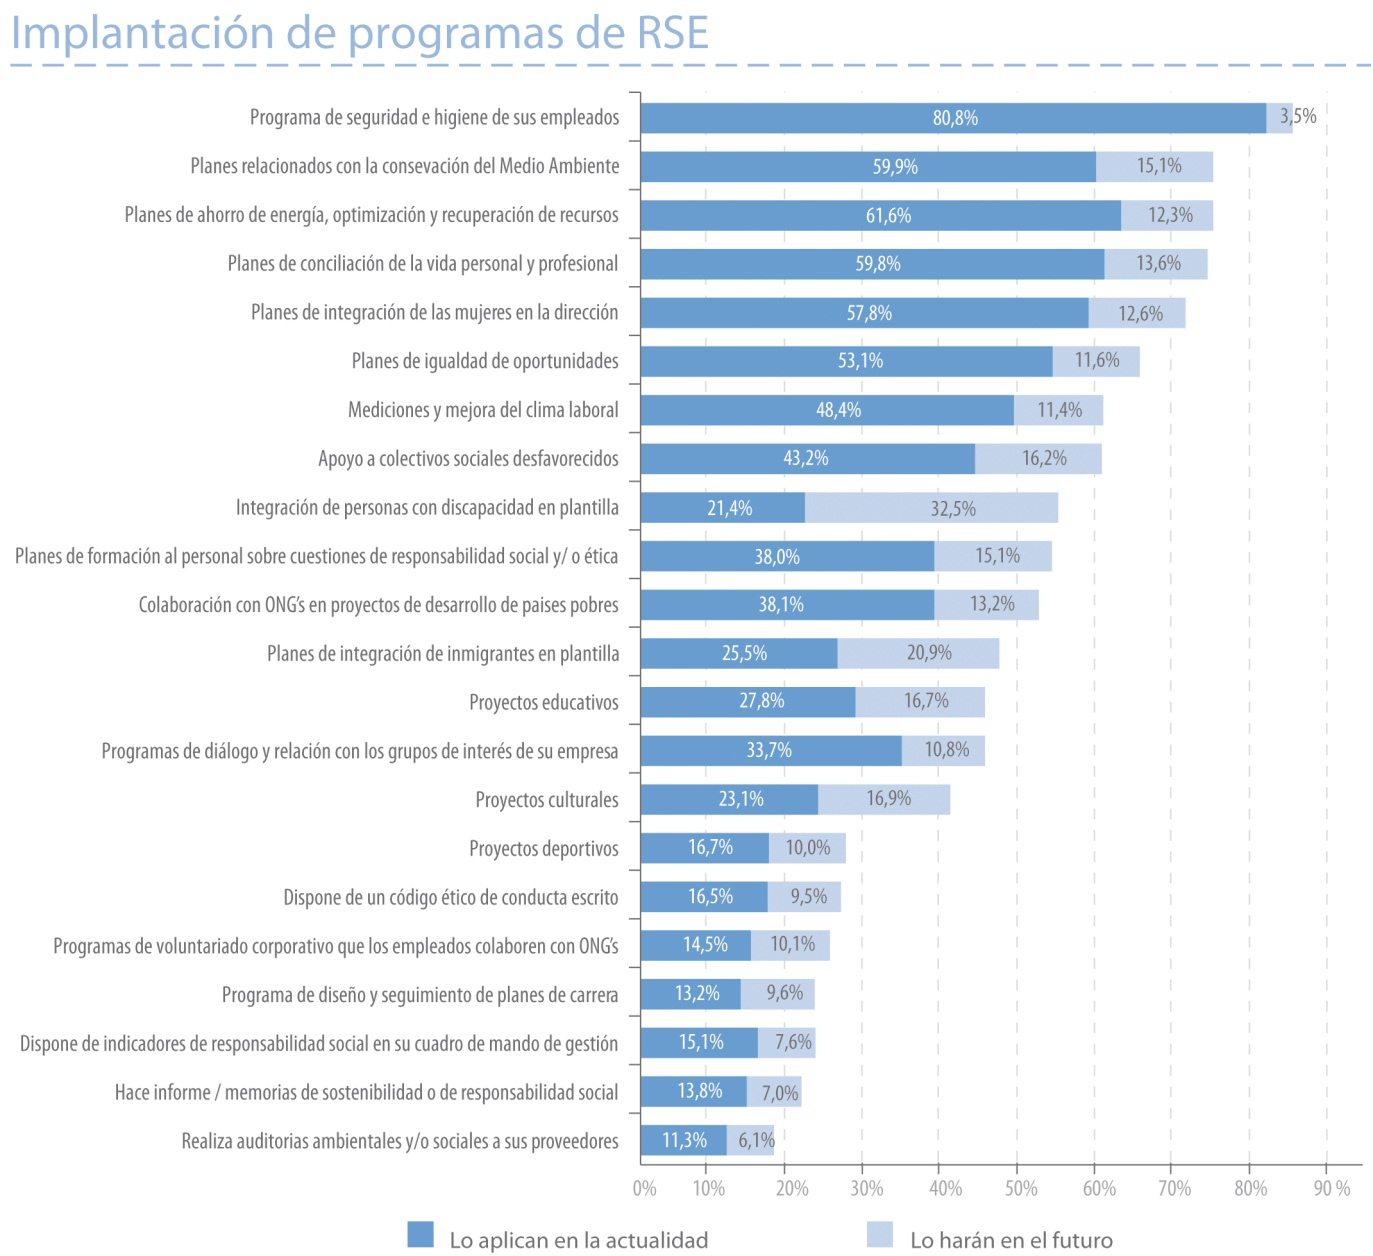 Implantación de programas de RSE
Programa de seguridad e higiene de sus empleados 80,8% 3,5%
Planes relacionados con la consevación del Medio Ambiente 59,9% 15,1%
Planes de ahorro de energía, optimización y recuperación de recursos 61,6% 12,3%
Planes de conciliación de la vida personal y profesional 59,8% 13,6%
Planes de integración de las mujeres en la dirección 57,8% 12,6%
Planes de igualdad de oportunidades 53,1% 11,6%
Mediciones y mejora del clima laboral 48,4% 11,4%
Apoyo a colectivos sociales desfavorecidos 43,2% 16,2%
Integración de personas con discapacidad en plantilla 21,4% 32,5%
Planes de formación al personal sobre cuestiones de responsabilidad social y/ o ética 38,0% 15,1%
Colaboración con ONG's en proyectos de desarrollo de paises pobres 38,1% 13,2%
Planes de integración de inmigrantes en plantilla 25,5% 20,9%
Proyectos educativos 27,8% 16,7%
Programas de diálogo y relación con los grupos de interés de su empresa 33,7% 10,8%
Proyectos culturales 23,1% 16,9%
Proyectos deportivos 16,7% 10,0%
Dispone de un código ético de conducta escrito 16,5% 9,5%
Programas de voluntariado corporativo que los empleados colaboren con ONG's 14,5% 10,1%
Programa de diseño y seguimiento de planes de carrera 13,2% 9,6%
Dispone de indicadores de responsabilidad social en su cuadro de mando de gestión 15,1% 7,6%
Hace informe / memorias de sostenibilidad o de responsabilidad social 13,8% 7,0%
Realiza auditorias ambientales y/o sociales a sus proveedores 11,3% 6,1%
0% 10% 20% 30% 40% 50% 60% 70% 80% 90 %
Lo aplican en la actualidad Lo harán en el futuro